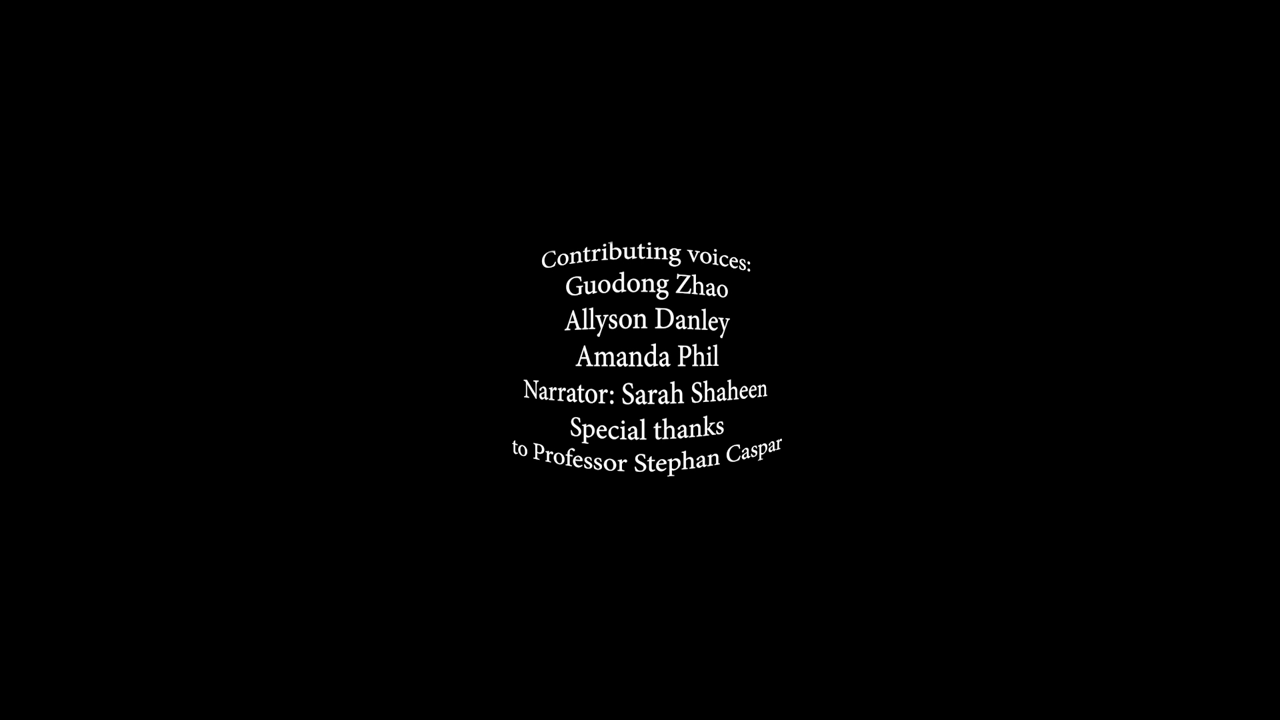 Contributing voices:
Guodong Zhao
Allyson Danley
Amanda Phil
Narrator: Sarah Shaheen
Special thanks
to Professor Stephan Caspar